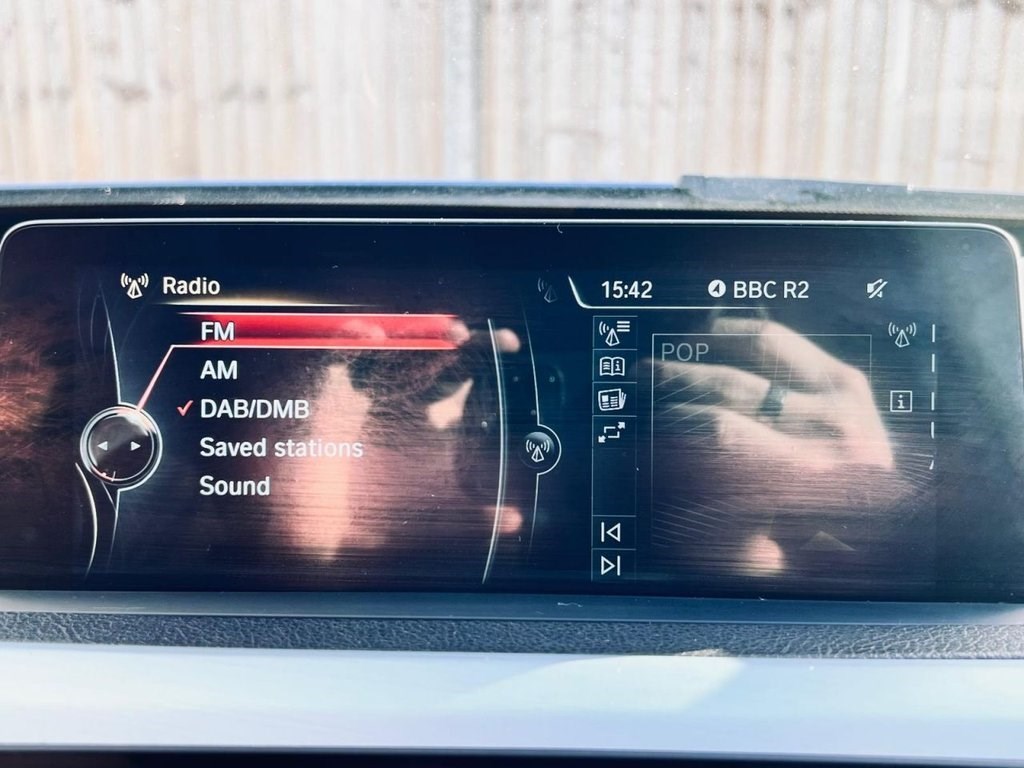 Radio
FM
AM
DAB/DMB
Saved stations
Sound
15:42
BBC R2
POP